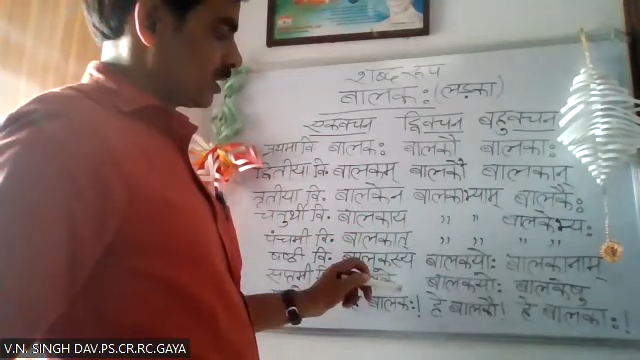 शब्द रूप
बालकः (लड़का)
एकवचन द्विवचन बहुवचन
प्रथमा वि. बालकः बालकौ बालकाः
द्वितीया वि. बालकम् बालकौ बालकान्
तृतीया वि. बालकेन बालकाभ्याम् बालकैः
चतुर्थी वि. बालकाय ,, ,, बालकेभ्यः
पंचमी वि. बालकात् ,, ,, ,, ,,
षष्ठी वि. बालकस्य बालकयोः बालकानाम्
सप्तमी बालकयोः बालकेषु
बालकः! हे बालकौ! हे बालकाः!
V.N. SINGH DAV.PS.CR.RC.GAYA